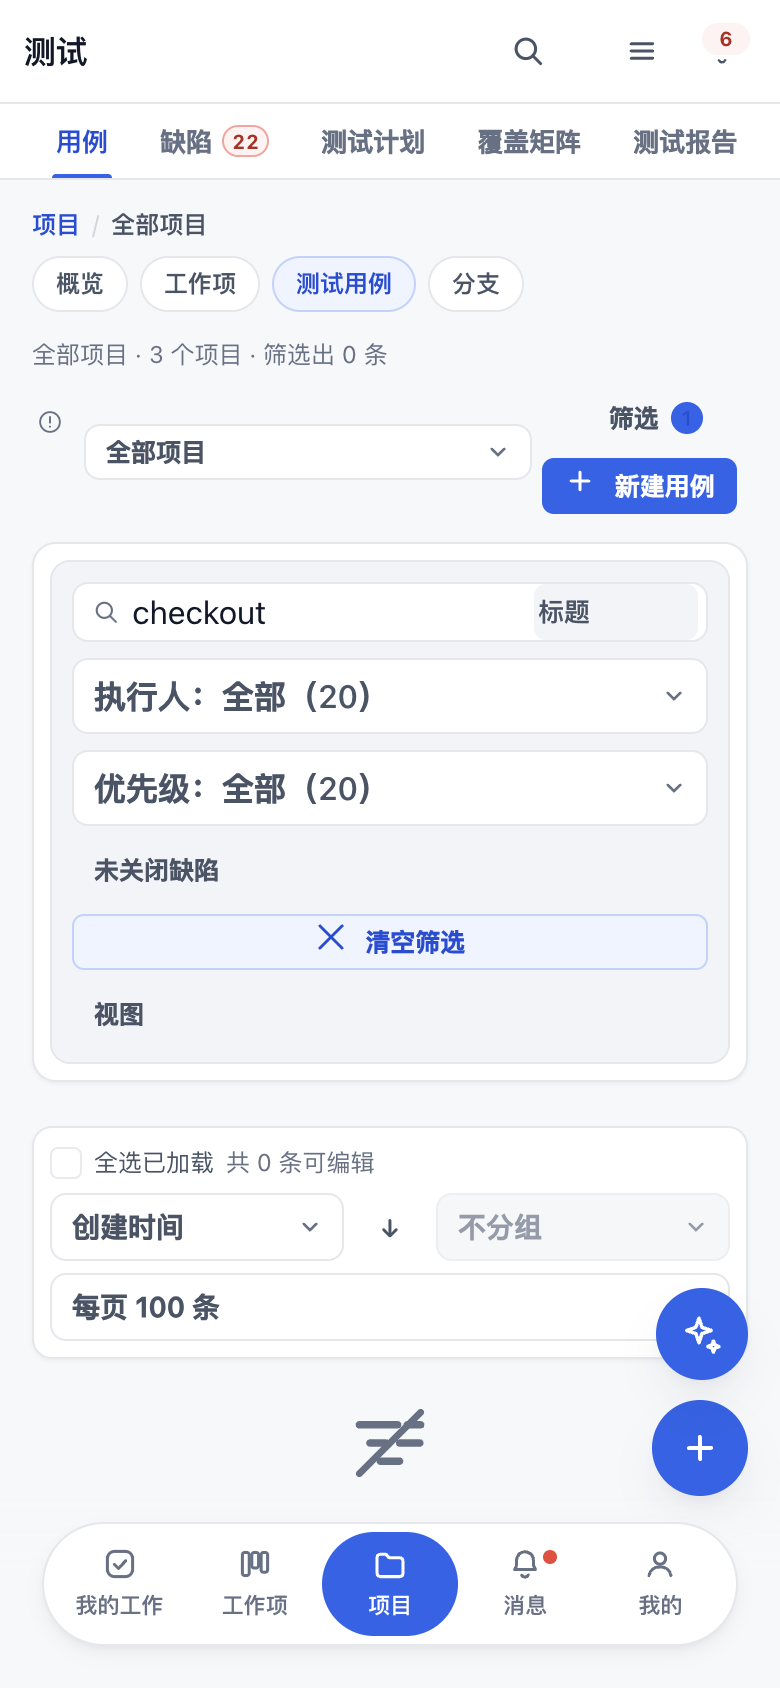 测试
6
用例 缺陷 22 测试计划 覆盖矩阵 测试报告
项目 / 全部项目
概览 工作项 测试用例 分支
全部项目 · 3 个项目 · 筛选出 0 条
筛选 1
全部项目
新建用例
checkout 标题
执行人：全部（20）
优先级：全部（20）
未关闭缺陷
清空筛选
视图
全选已加载 共 0 条可编辑
创建时间 不分组
每页 100 条
我的工作 工作项 项目 消息 我的